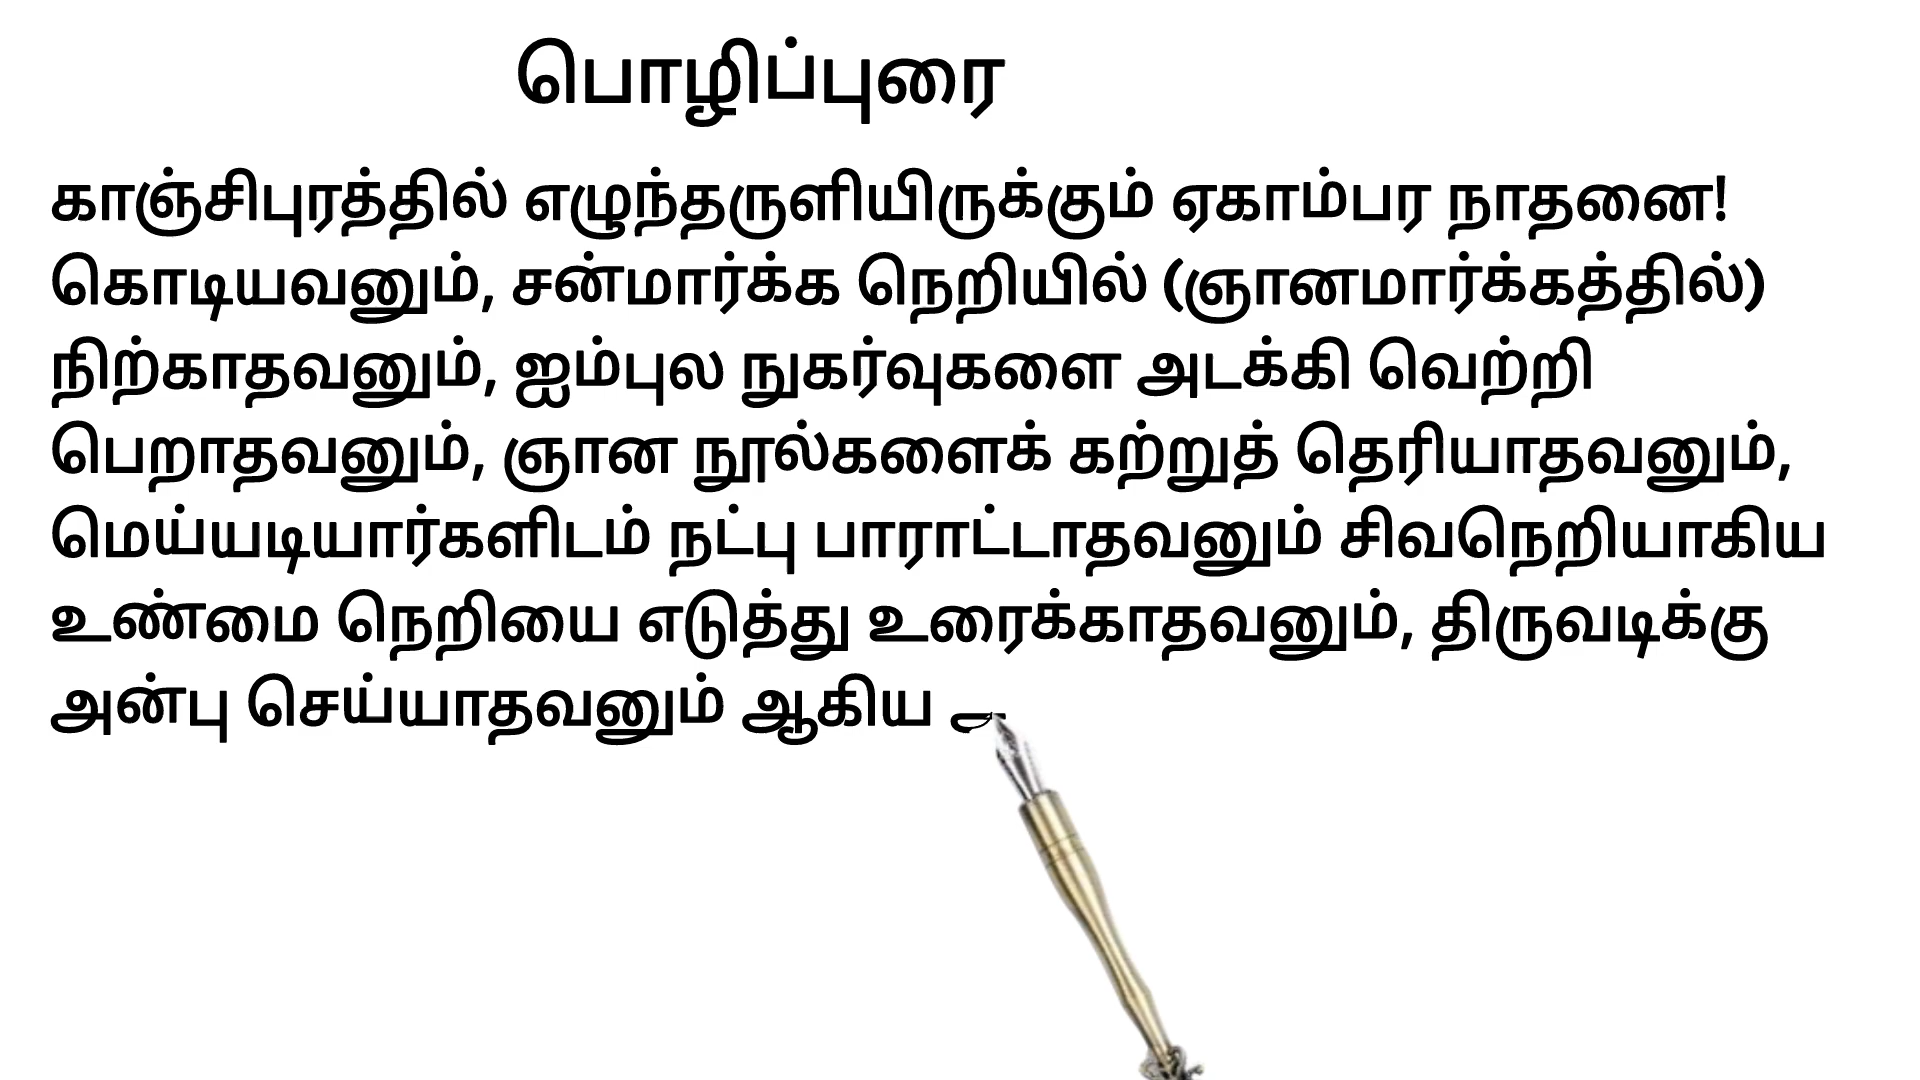 பொழிப்புரை
காஞ்சிபுரத்தில் எழுந்தருளியிருக்கும் ஏகாம்பர நாதனை!
கொடியவனும், சன்மார்க்க நெறியில் (ஞானமார்க்கத்தில்)
நிற்காதவனும், ஐம்புல நுகர்வுகளை அடக்கி வெற்றி
பெறாதவனும், ஞான நூல்களைக் கற்றுத் தெரியாதவனும்,
மெய்யடியார்களிடம் நட்பு பாராட்டாதவனும் சிவநெறியாகிய
உண்மை நெறியை எடுத்து உரைக்காதவனும், திருவடிக்கு
அன்பு செய்யாதவனும் ஆகிய